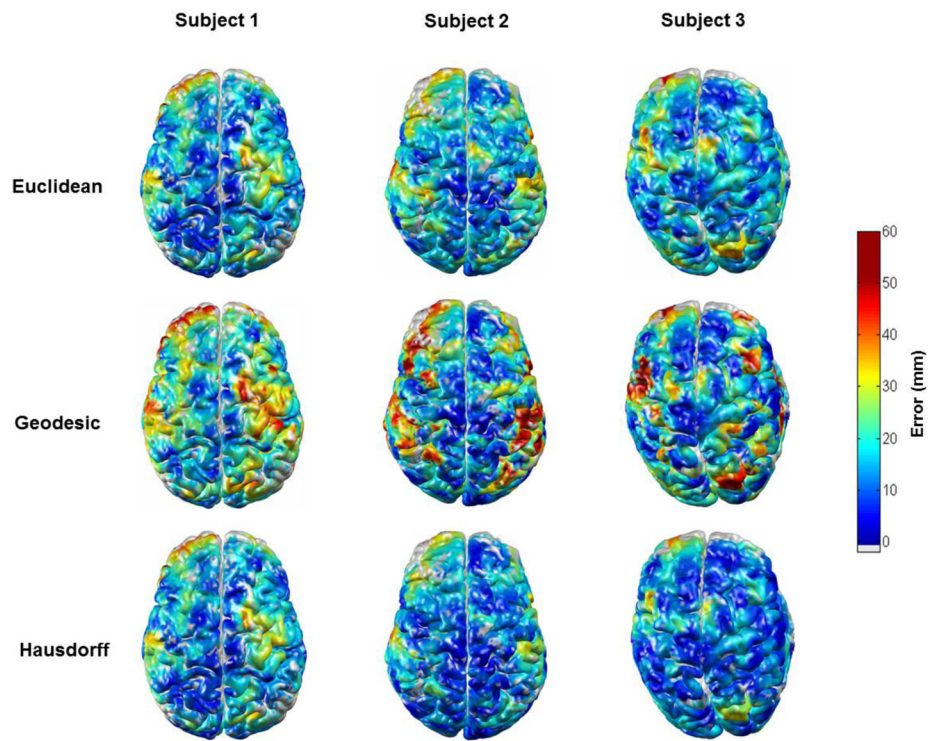 Subject 1
Subject 2
Subject 3
Euclidean
Geodesic
Hausdorff
60
50
40
30
20
10
0
Error (mm)